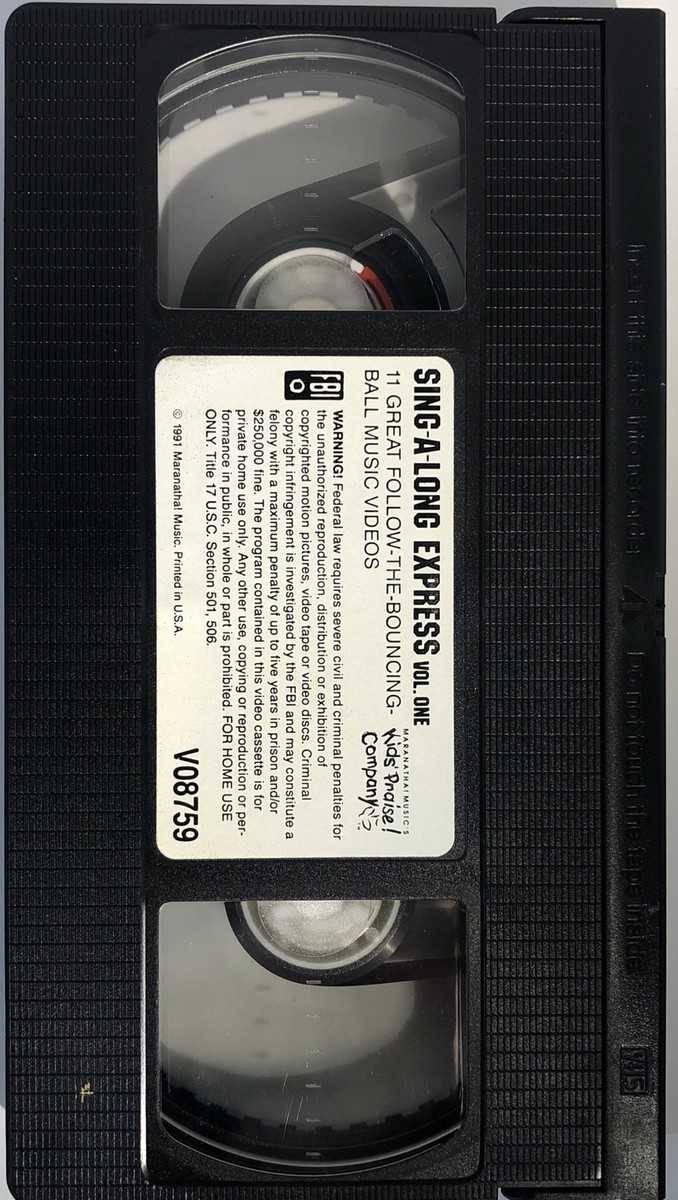 SING-A-LONG EXPRESS VOL. ONE
11 GREAT FOLLOW-THE-BOUNCING-
BALL MUSIC VIDEOS
MARANATHA! MUSIC'S
Kids' Praise!
Company
FBI
WARNING! Federal law requires severe civil and criminal penalties for
the unauthorized reproduction, distribution or exhibition of
copyrighted motion pictures, video tape or video discs. Criminal
copyright infringement is investigated by the FBI and may constitute a
felony with a maximum penalty of up to five years in prison and/or
$250,000 fine. The program contained in this video cassette is for
private home use only. Any other use, copying or reproduction or per-
formance in public, in whole or part is prohibited. FOR HOME USE
ONLY. Title 17 U.S.C. Section 501, 506.
© 1991 Maranatha! Music. Printed in U.S.A.
V08759
Insert this side into recorder
Do not touch the tape inside
VHS